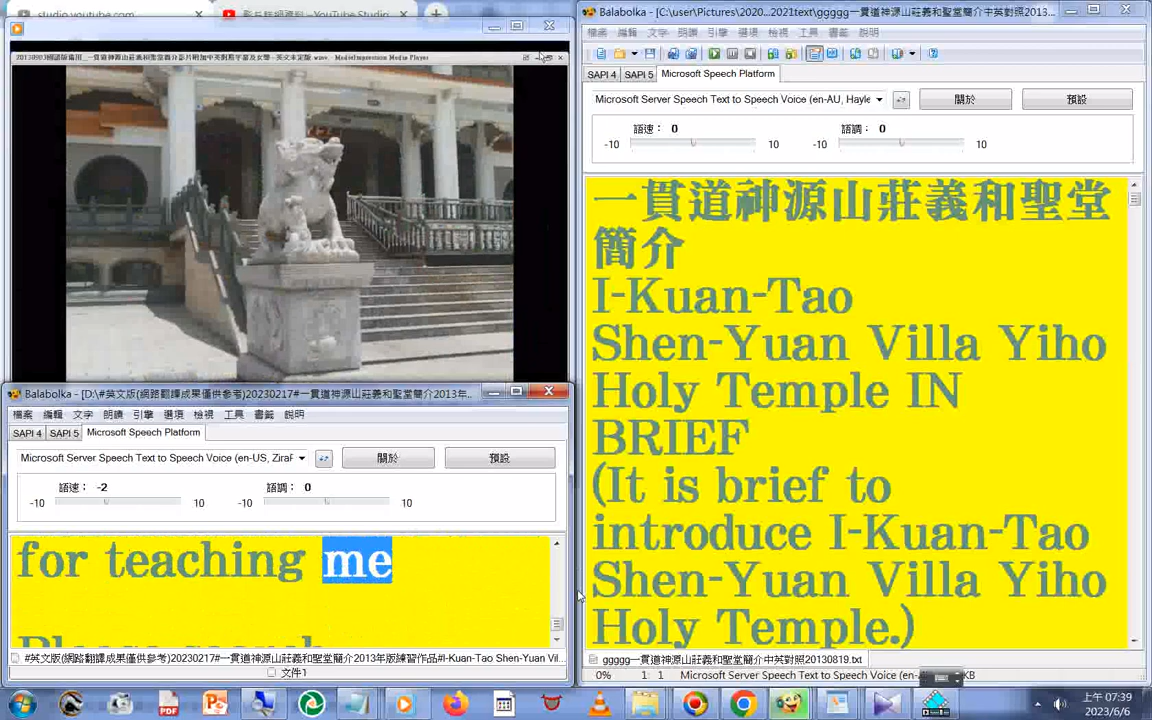 studio.youtube.com
影片詳細資料 - YouTube Studio
Balabolka - [C:\user\Pictures\2020...2021text\ggggg一貫道神源山莊義和聖堂簡介中英對照2013...
檔案 編輯 文字 朗讀 引擎 選項 檢視 工具 書籤 說明
SAPI 4 SAPI 5 Microsoft Speech Platform
Microsoft Server Speech Text to Speech Voice (en-AU, Hayle
關於
預設
語速： 0
語調： 0
-10 10 -10 10
一貫道神源山莊義和聖堂
簡介
I-Kuan-Tao
Shen-Yuan Villa Yiho
Holy Temple IN
BRIEF
(It is brief to
introduce I-Kuan-Tao
Shen-Yuan Villa Yiho
Holy Temple.)
ggggg一貫道神源山莊義和聖堂簡介中英對照20130819.txt
0% 1: 1 Microsoft Server Speech Text to Speech Voice (en-A KB
Balabolka - [D:\#英文版(網路翻譯成果僅供參考)20230217#一貫道神源山莊義和聖堂簡介2013年...
檔案 編輯 文字 朗讀 引擎 選項 檢視 工具 書籤 說明
SAPI 4 SAPI 5 Microsoft Speech Platform
Microsoft Server Speech Text to Speech Voice (en-US, ZiraP
關於
預設
語速： -2
語調： 0
-10 10 -10 10
for teaching me
Please search
#英文版(網路翻譯成果僅供參考)20230217#一貫道神源山莊義和聖堂簡介2013年版練習作品#I-Kuan-Tao Shen-Yuan Vil...
文件1
上午 07:39
2023/6/6